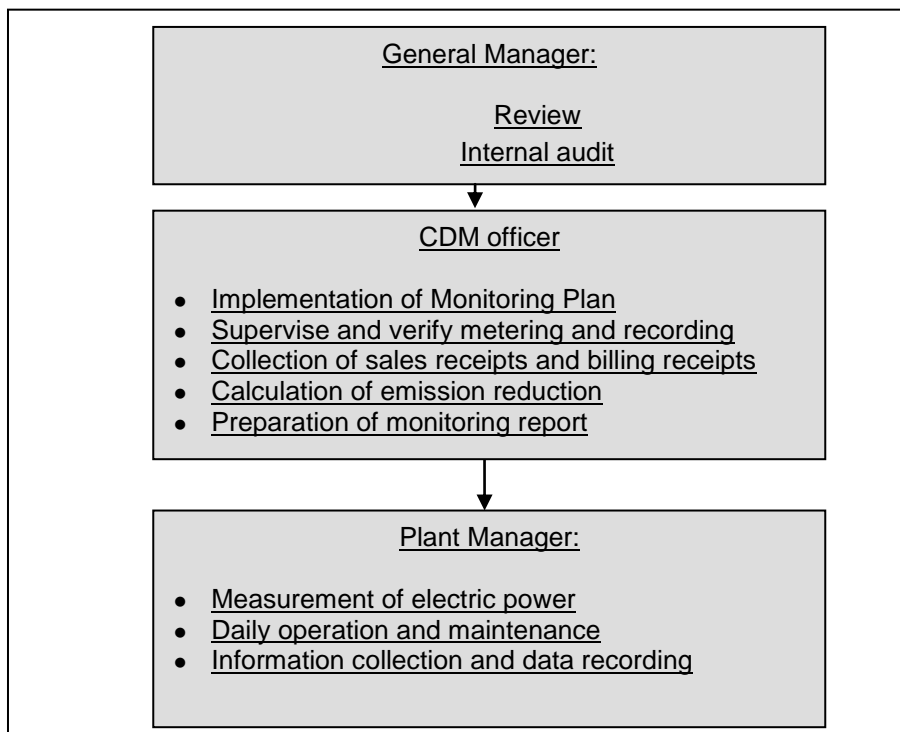 General Manager:
Review
Internal audit
CDM officer
● Implementation of Monitoring Plan
● Supervise and verify metering and recording
● Collection of sales receipts and billing receipts
● Calculation of emission reduction
● Preparation of monitoring report
Plant Manager:
● Measurement of electric power
● Daily operation and maintenance
● Information collection and data recording